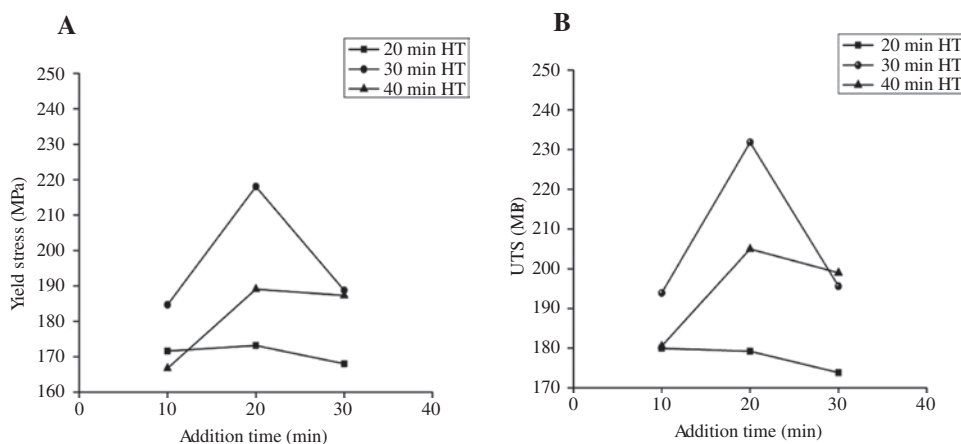 A
20 min HT
30 min HT
40 min HT
250
240
230
220
210
200
190
180
170
160
0
10
20
30
40
Yield stress (MPa)
Addition time (min)
B
20 min HT
30 min HT
40 min HT
250
240
230
220
210
200
190
180
170
0
10
20
30
40
UTS (MPa)
Addition time (min)